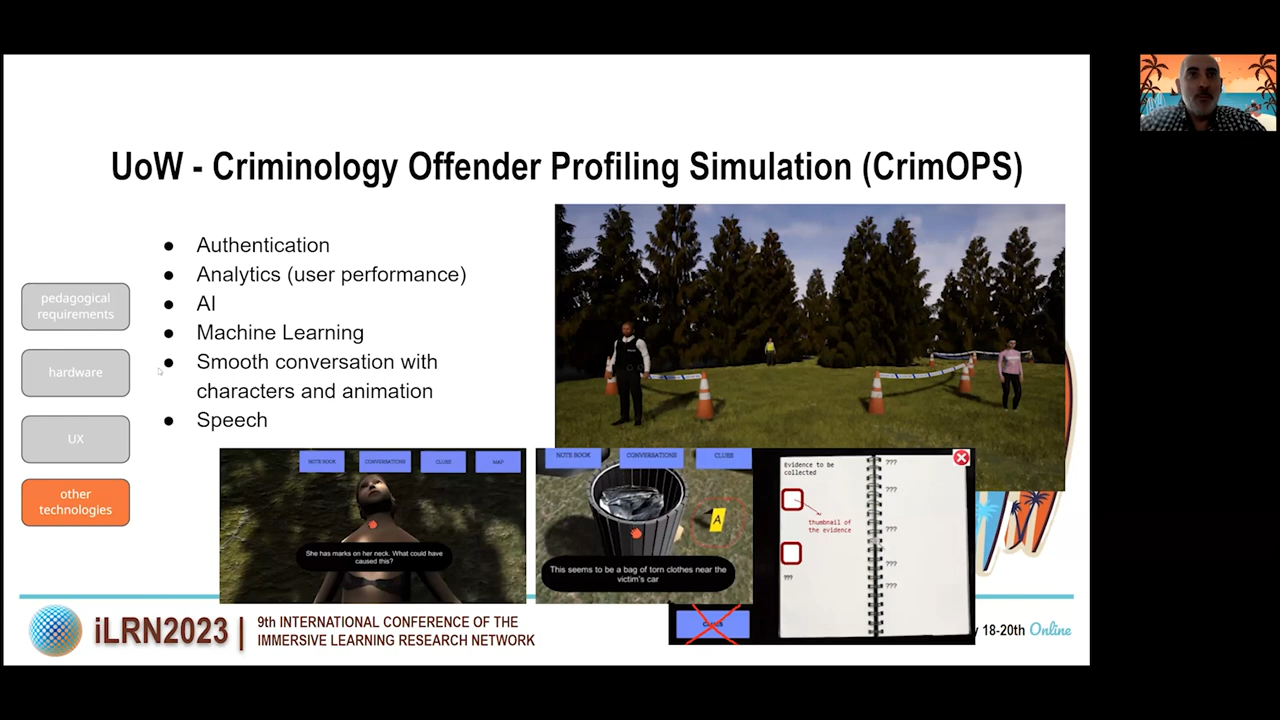 UoW - Criminology Offender Profiling Simulation (CrimOPS)
● Authentication
● Analytics (user performance)
● AI
● Machine Learning
● Smooth conversation with
characters and animation
● Speech
pedagogical
requirements
hardware
UX
other
technologies
NOTE BOOK
CONVERSATIONS
CLUES
MAP
She has marks on her neck. What could have
caused this?
NOTE BOOK
CONVERSATIONS
CLUES
A
This seems to be a bag of torn clothes near the
victim's car
Evidence to be
collected
thumbnail of
the evidence
???
???
???
???
???
???
CLUES
iLRN2023
9th INTERNATIONAL CONFERENCE OF THE
IMMERSIVE LEARNING RESEARCH NETWORK
18-20th Online